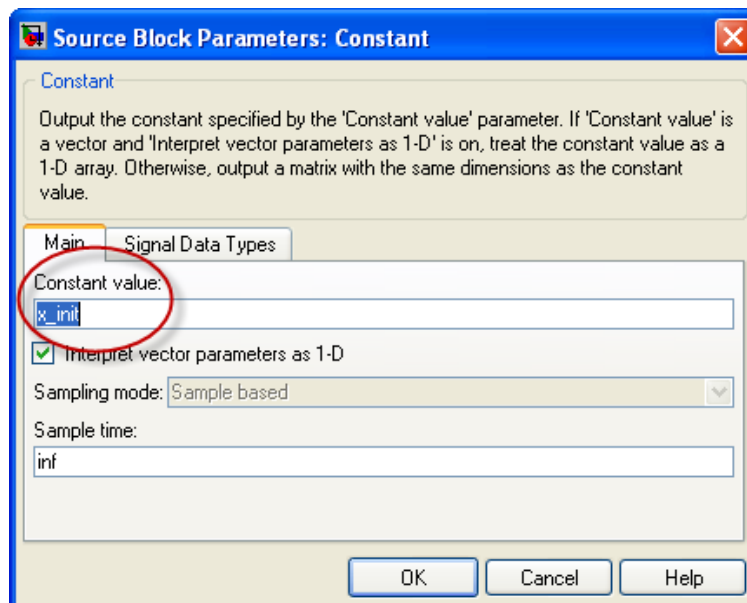 Source Block Parameters: Constant
Constant
Output the constant specified by the 'Constant value' parameter. If 'Constant value' is
a vector and 'Interpret vector parameters as 1-D' is on, treat the constant value as a
1-D array. Otherwise, output a matrix with the same dimensions as the constant
value.
Main Signal Data Types
Constant value:
x_init
Interpret vector parameters as 1-D
Sampling mode: Sample based
Sample time:
inf
OK Cancel Help